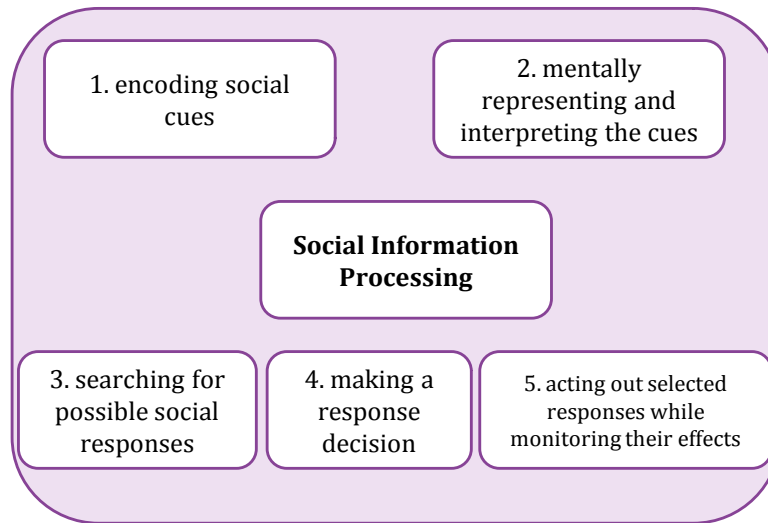 1. encoding social
cues
2. mentally
representing and
interpreting the cues
Social Information
Processing
3. searching for
possible social
responses
4. making a
response
decision
5. acting out selected
responses while
monitoring their effects